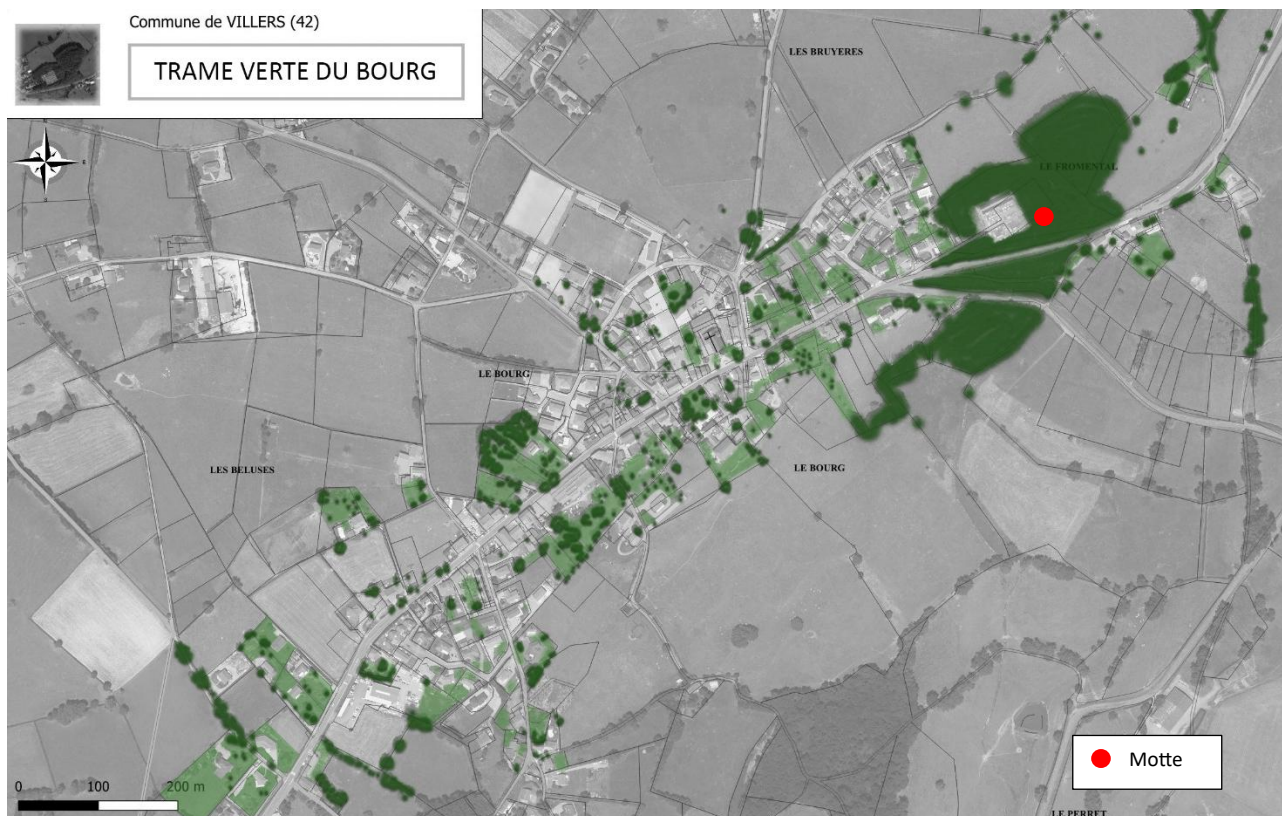 Commune de VILLERS (42)
TRAME VERTE DU BOURG
LES BRUYERES
LE FROMENTAL
LE BOURG
LES BELUSES
LE BOURG
0 100 200 m
Motte
LE PERRET